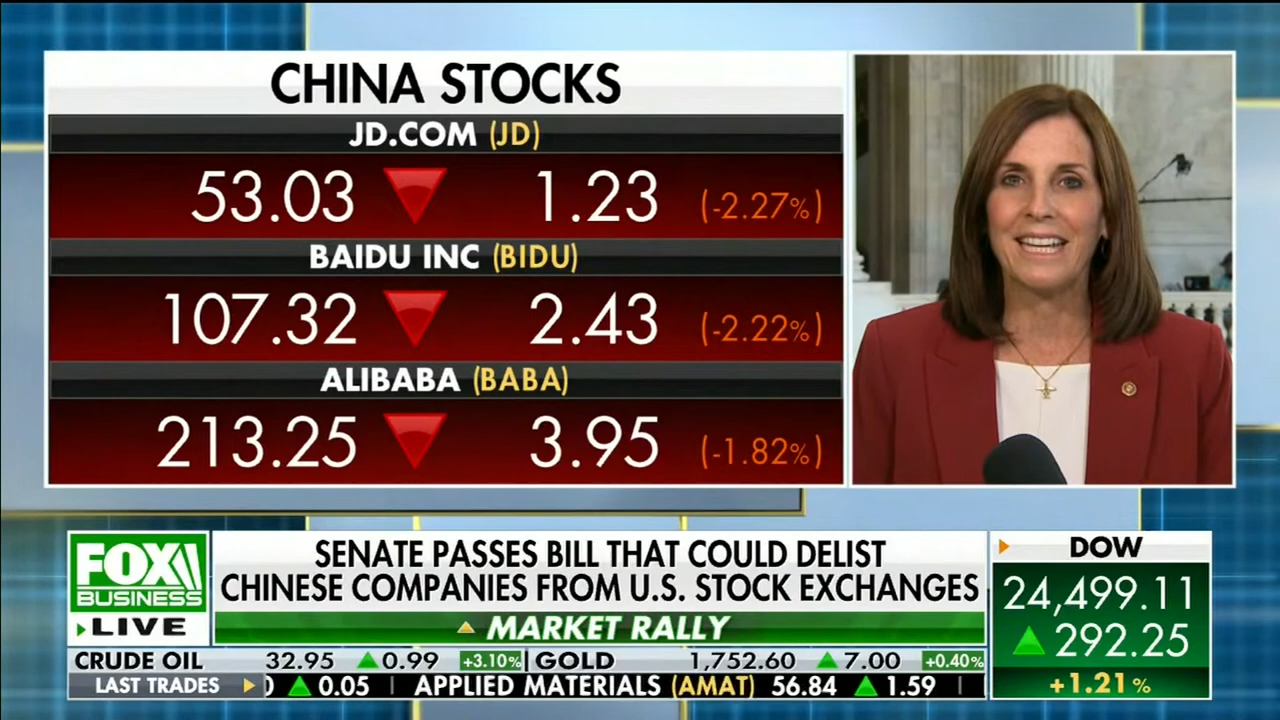 CHINA STOCKS
JD.COM (JD)
53.03 ▼ 1.23 (-2.27%)
BAIDU INC (BIDU)
107.32 ▼ 2.43 (-2.22%)
ALIBABA (BABA)
213.25 ▼ 3.95 (-1.82%)
FOX
BUSINESS
LIVE
SENATE PASSES BILL THAT COULD DELIST
CHINESE COMPANIES FROM U.S. STOCK EXCHANGES
MARKET RALLY
DOW
24,499.11
▲ 292.25
+1.21%
CRUDE OIL 32.95 ▲ 0.99 +3.10% GOLD 1,752.60 ▲ 7.00 +0.40%
LAST TRADES ▲ 0.05 | APPLIED MATERIALS (AMAT) 56.84 ▲ 1.59 |